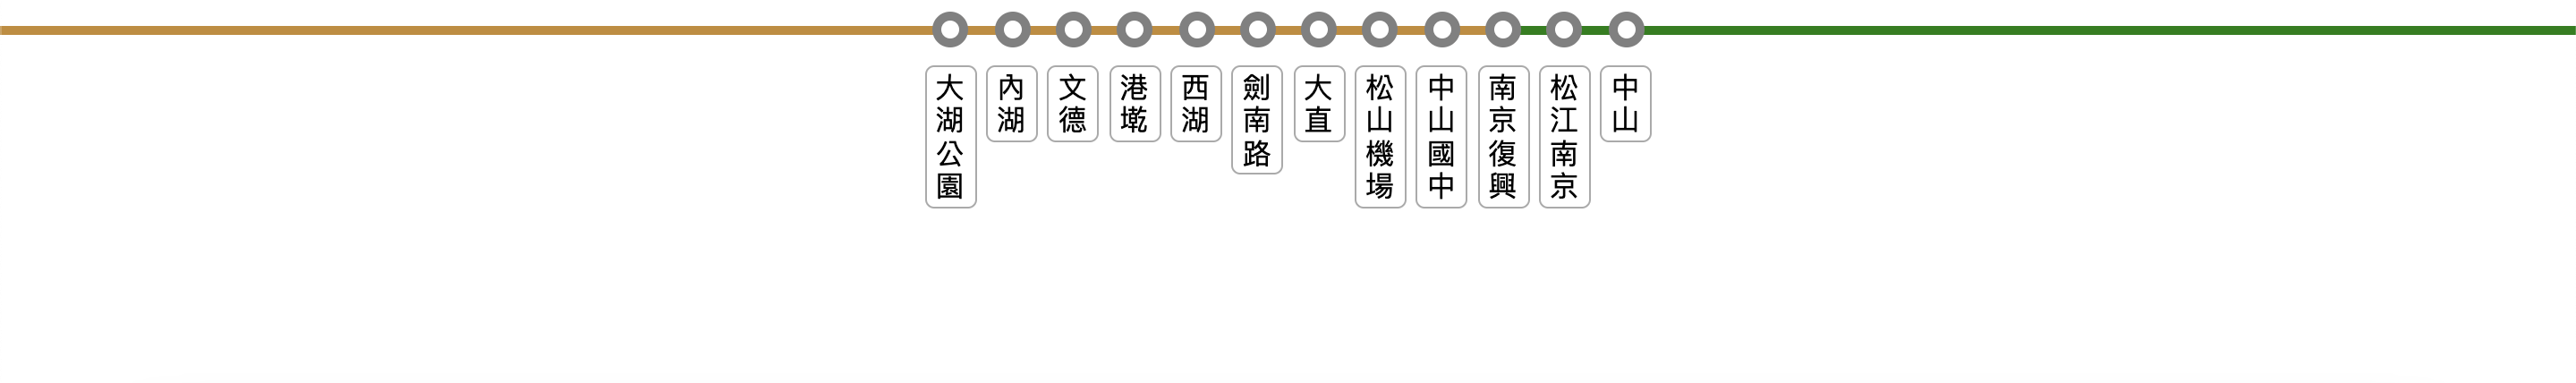 大湖公園
內湖
文德
港墘
西湖
劍南路
大直
松山機場
中山國中
南京復興
松江南京
中山